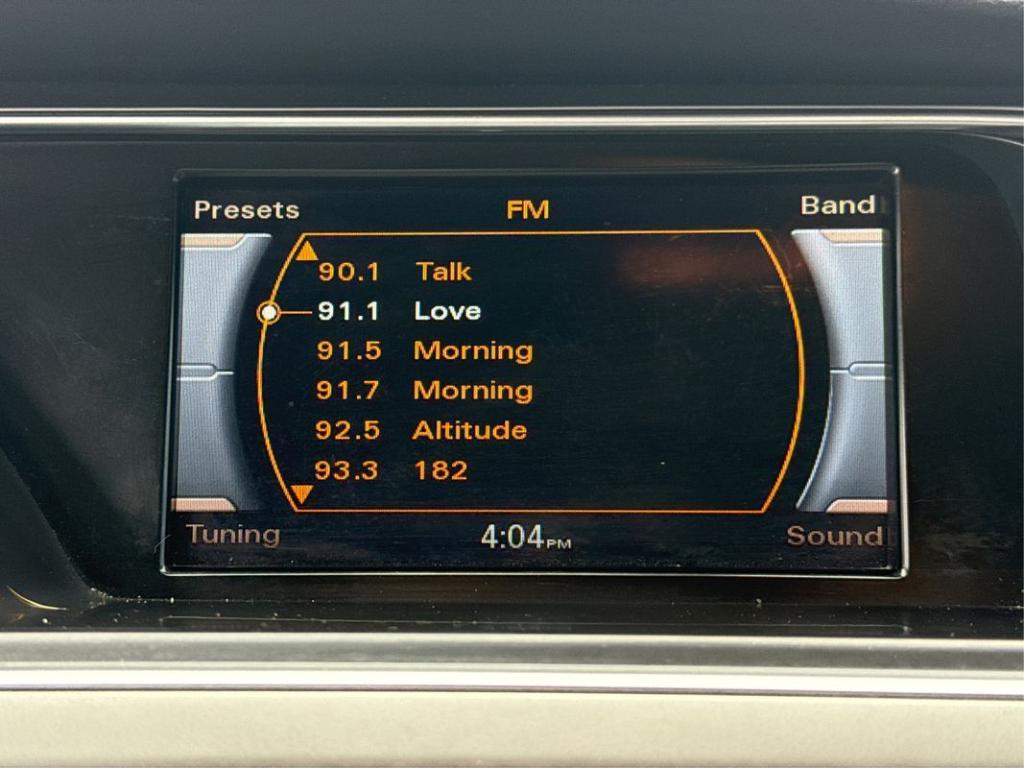 Presets FM Band
90.1 Talk
91.1 Love
91.5 Morning
91.7 Morning
92.5 Altitude
93.3 182
Tuning 4:04PM Sound